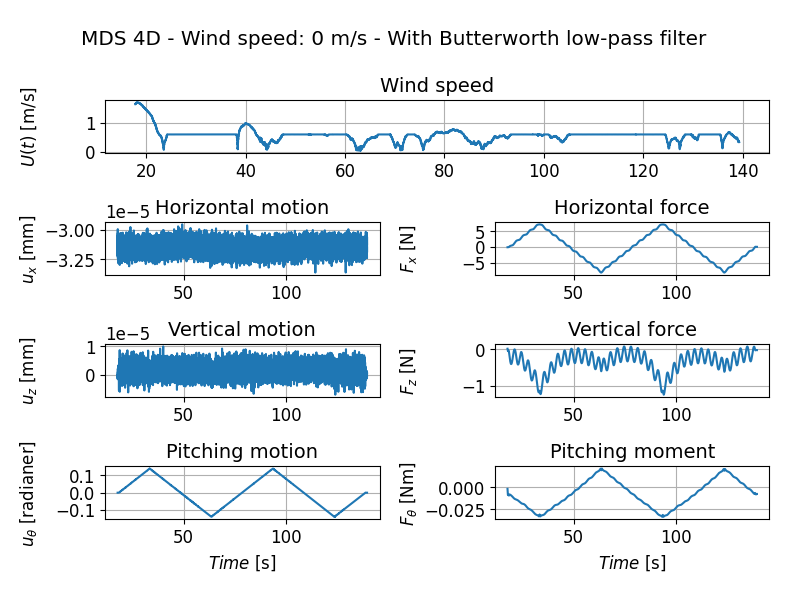 MDS 4D - Wind speed: 0 m/s - With Butterworth low-pass filter
Wind speed
U(t) [m/s]
1
0
20 40 60 80 100 120 140
1e−5 Horizontal motion
u_x [mm]
−3.00
−3.25
50 100
Horizontal force
F_x [N]
5
0
−5
50 100
1e−5 Vertical motion
u_z [mm]
1
0
50 100
Vertical force
F_z [N]
0
−1
50 100
Pitching motion
u_θ [radianer]
0.1
0.0
−0.1
50 100
Time [s]
Pitching moment
F_θ [Nm]
0.000
−0.025
50 100
Time [s]